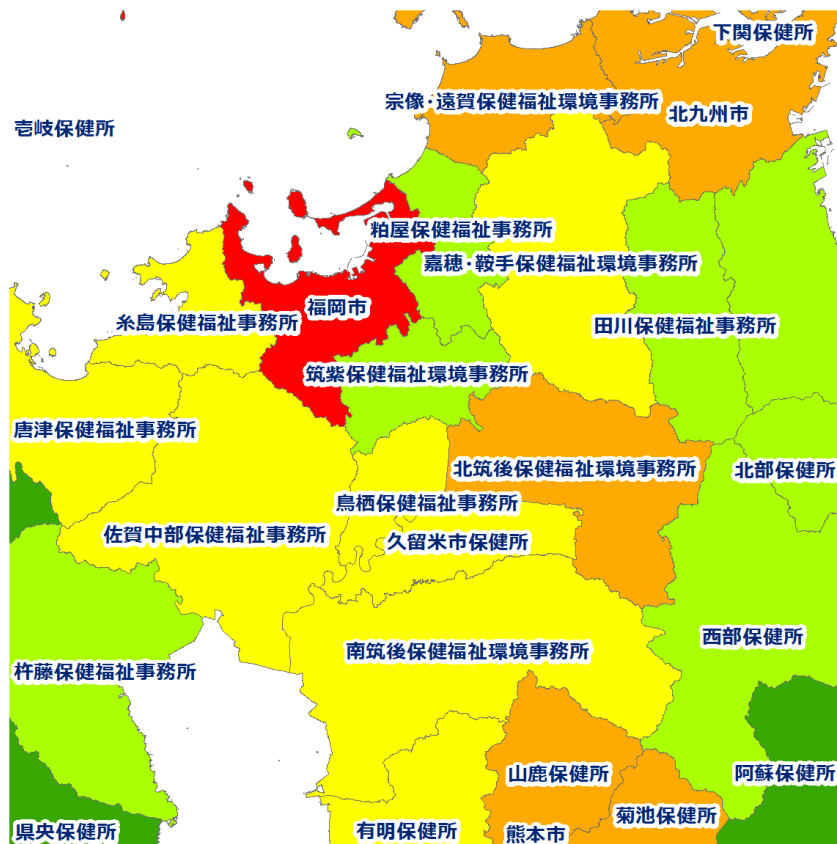 下関保健所
宗像･遠賀保健福祉環境事務所
北九州市
壱岐保健所
粕屋保健福祉事務所
嘉穂･鞍手保健福祉環境事務所
福岡市
糸島保健福祉事務所
田川保健福祉事務所
筑紫保健福祉環境事務所
唐津保健福祉事務所
北筑後保健福祉環境事務所
北部保健所
鳥栖保健福祉事務所
佐賀中部保健福祉事務所
久留米市保健所
西部保健所
南筑後保健福祉環境事務所
杵藤保健福祉事務所
山鹿保健所
阿蘇保健所
菊池保健所
県央保健所
有明保健所
熊本市